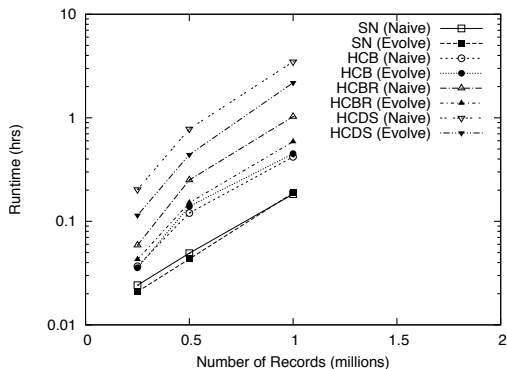 10
1
0.1
0.01
0
0.5
1
1.5
2
Runtime (hrs)
Number of Records (millions)
SN (Naive)
SN (Evolve)
HCB (Naive)
HCB (Evolve)
HCBR (Naive)
HCBR (Evolve)
HCDS (Naive)
HCDS (Evolve)